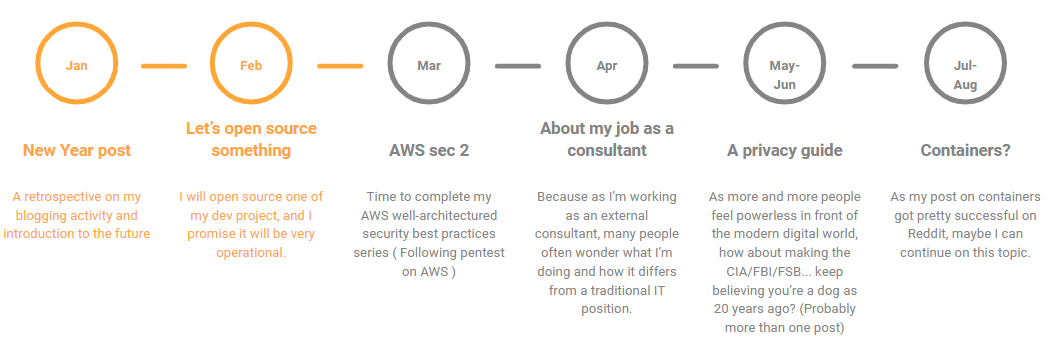 Jan
New Year post
A retrospective on my
blogging activity and
introduction to the future
Feb
Let's open source
something
I will open source one of
my dev project, and I
promise it will be very
operational.
Mar
AWS sec 2
Time to complete my
AWS well-architectured
security best practices
series ( Following pentest
on AWS )
Apr
About my job as a
consultant
Because as I'm working
as an external
consultant, many people
often wonder what I'm
doing and how it differs
from a traditional IT
position.
May-
Jun
A privacy guide
As more and more people
feel powerless in front of
the modern digital world,
how about making the
CIA/FBI/FSB... keep
believing you're a dog as
20 years ago? (Probably
more than one post)
Jul-
Aug
Containers?
As my post on containers
got pretty successful on
Reddit, maybe I can
continue on this topic.